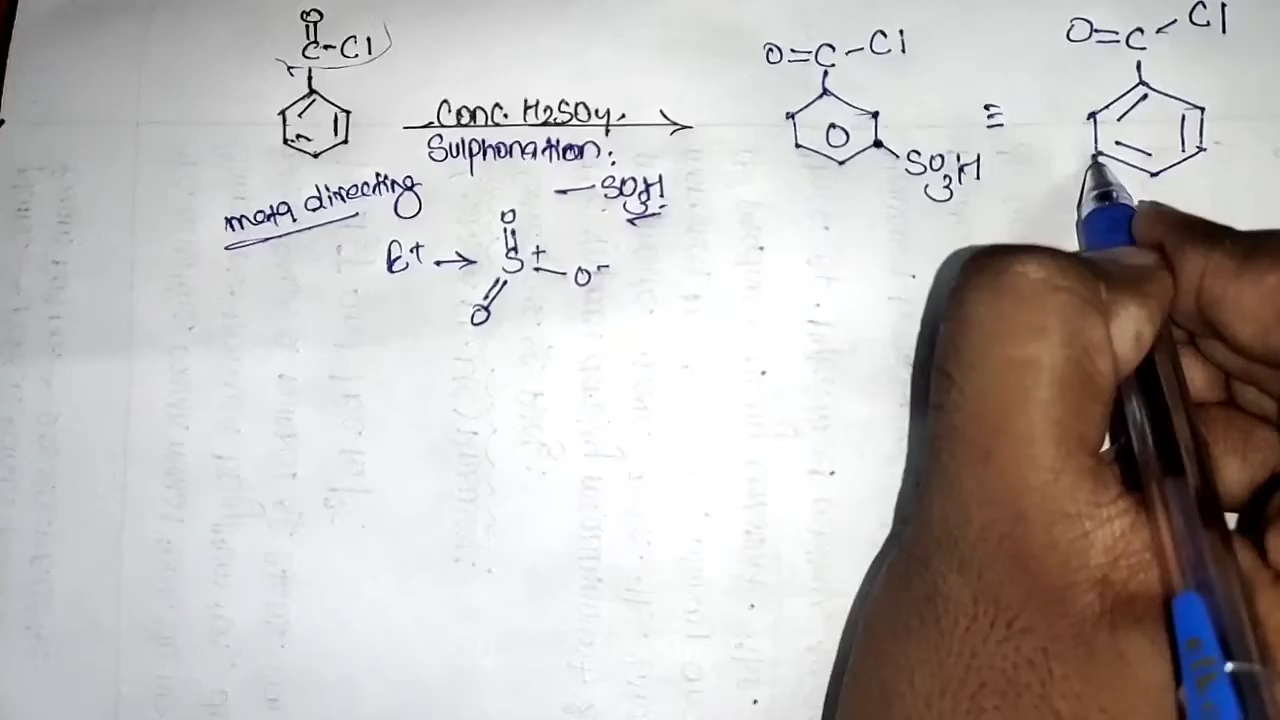 O
C-Cl
Conc. H2SO4.
Sulphonation:
—SO3H
meta directing
E+ → S+ —O-
O
O
O=C-Cl
O
SO3H
≡
O=C-Cl